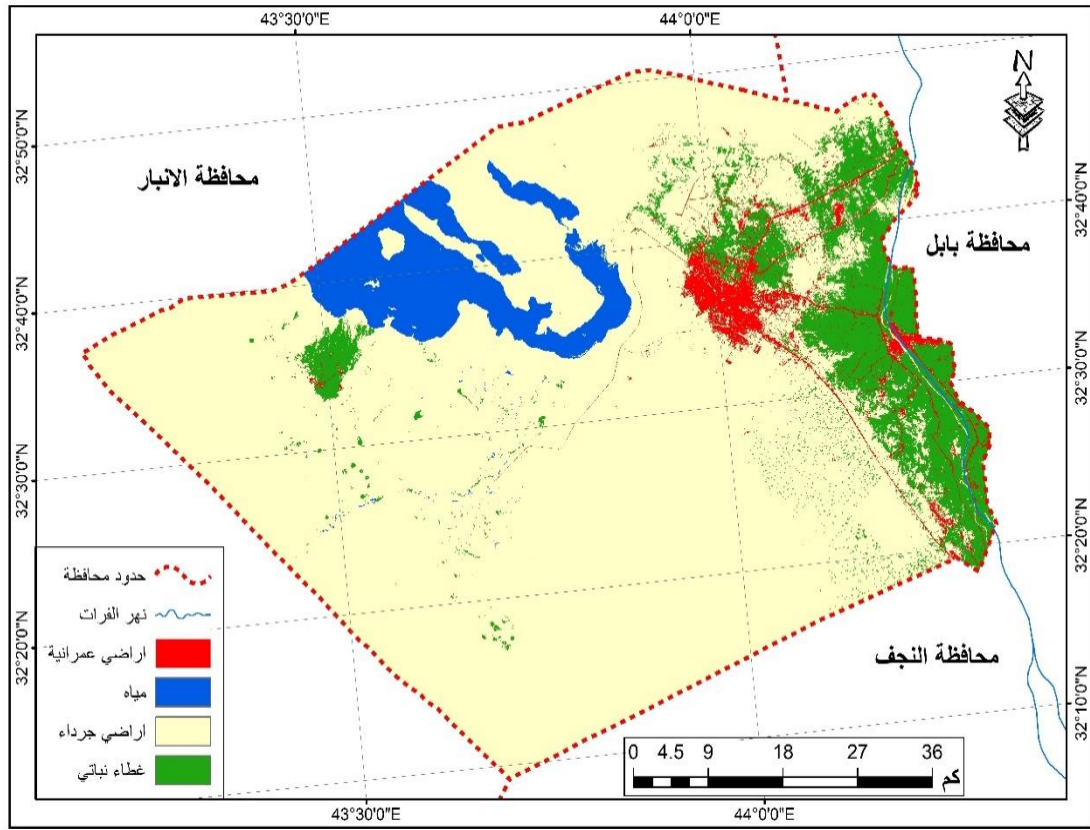 43°30'0"E
44°0'0"E
N
32°50'0"N
محافظة الانبار
32°40'0"N
محافظة بابل
32°40'0"N
32°30'0"N
32°30'0"N
32°20'0"N
حدود محافظة
نهر الفرات
اراضي عمرانية
مياه
اراضي جرداء
غطاء نباتي
32°20'0"N
محافظة النجف
32°10'0"N
0 4.5 9 18 27 36
كم
43°30'0"E
44°0'0"E